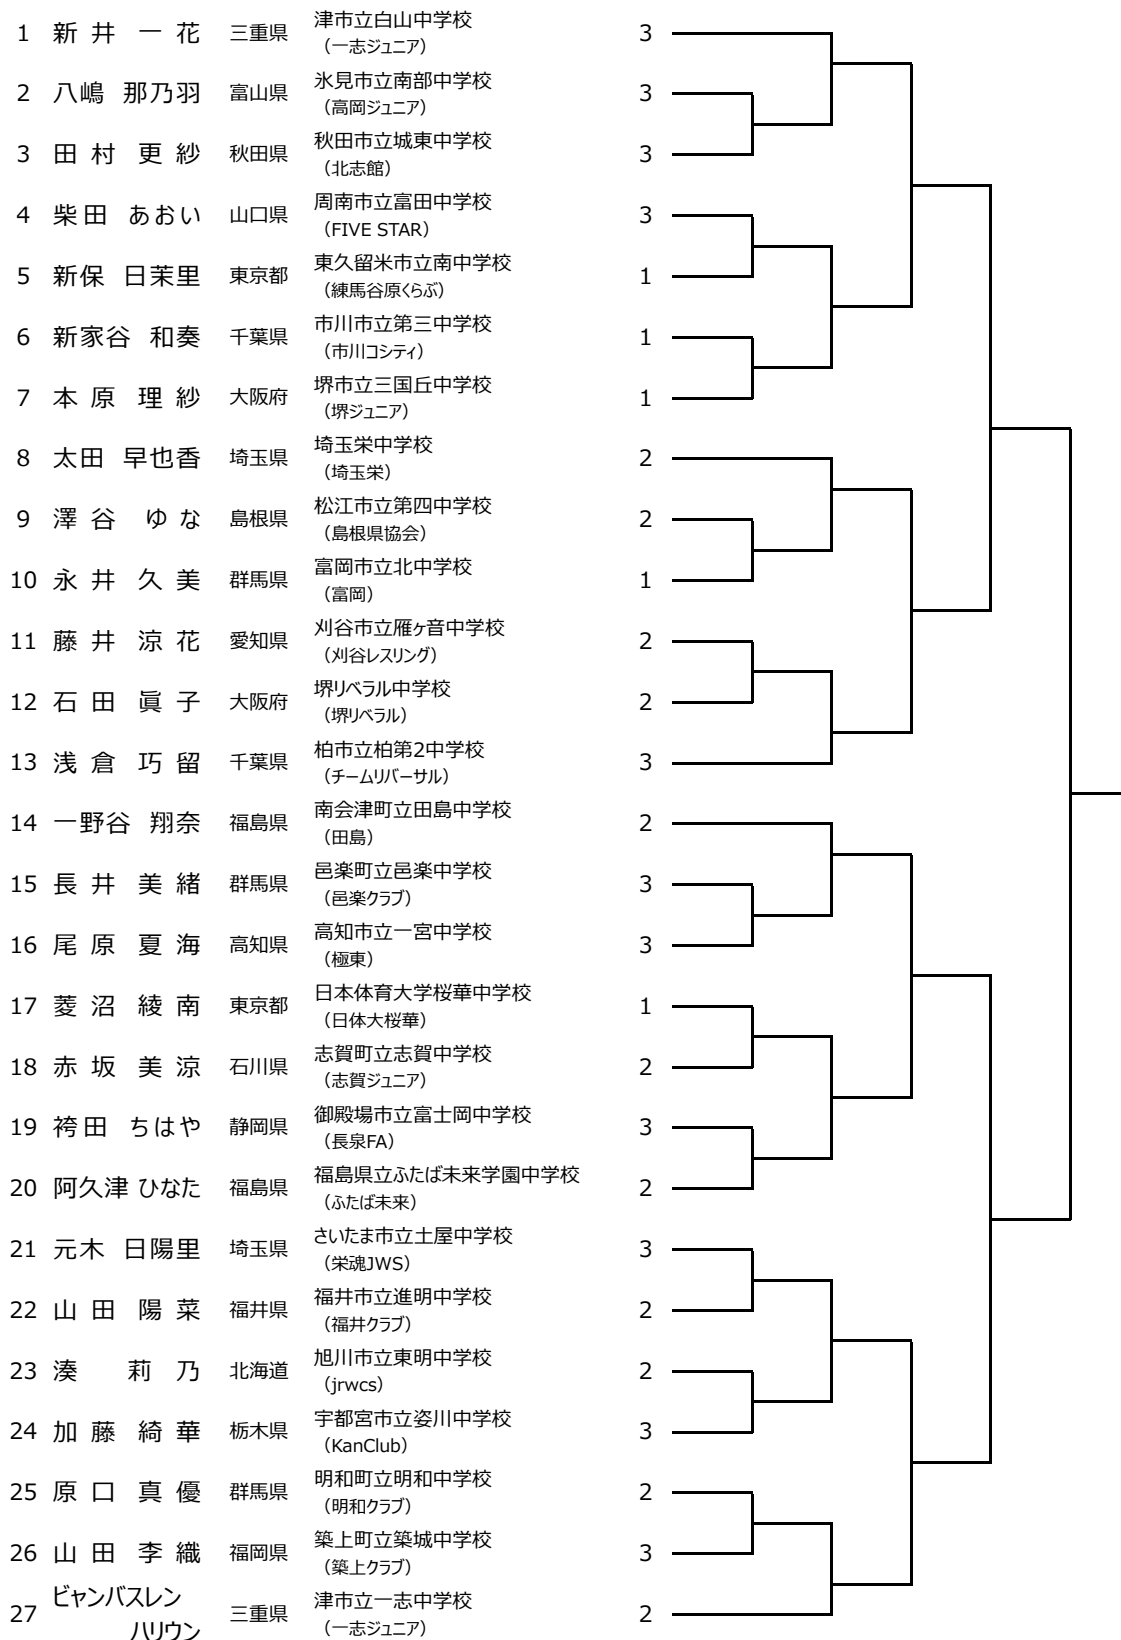 1 新井 一花 三重県 津市立白山中学校 3
（一志ジュニア）
2 八嶋 那乃羽 富山県 氷見市立南部中学校 3
（高岡ジュニア）
3 田村 更紗 秋田県 秋田市立城東中学校 3
（北志館）
4 柴田 あおい 山口県 周南市立富田中学校 3
（FIVE STAR）
5 新保 日茉里 東京都 東久留米市立南中学校 1
（練馬谷原くらぶ）
6 新家谷 和奏 千葉県 市川市立第三中学校 1
（市川コシティ）
7 本原 理紗 大阪府 堺市立三国丘中学校 1
（堺ジュニア）
8 太田 早也香 埼玉県 埼玉栄中学校 2
（埼玉栄）
9 澤谷 ゆな 島根県 松江市立第四中学校 2
（島根県協会）
10 永井 久美 群馬県 富岡市立北中学校 1
（富岡）
11 藤井 涼花 愛知県 刈谷市立雁ヶ音中学校 2
（刈谷レスリング）
12 石田 眞子 大阪府 堺リベラル中学校 2
（堺リベラル）
13 浅倉 巧留 千葉県 柏市立柏第2中学校 3
（チームリバーサル）
14 一野谷 翔奈 福島県 南会津町立田島中学校 2
（田島）
15 長井 美緒 群馬県 邑楽町立邑楽中学校 3
（邑楽クラブ）
16 尾原 夏海 高知県 高知市立一宮中学校 3
（極東）
17 菱沼 綾南 東京都 日本体育大学桜華中学校 1
（日体大桜華）
18 赤坂 美涼 石川県 志賀町立志賀中学校 2
（志賀ジュニア）
19 袴田 ちはや 静岡県 御殿場市立富士岡中学校 3
（長泉FA）
20 阿久津 ひなた 福島県 福島県立ふたば未来学園中学校 2
（ふたば未来）
21 元木 日陽里 埼玉県 さいたま市立土屋中学校 3
（栄魂JWS）
22 山田 陽菜 福井県 福井市立進明中学校 2
（福井クラブ）
23 湊 莉乃 北海道 旭川市立東明中学校 2
（jrwcs）
24 加藤 綺華 栃木県 宇都宮市立姿川中学校 3
（KanClub）
25 原口 真優 群馬県 明和町立明和中学校 2
（明和クラブ）
26 山田 李織 福岡県 築上町立築城中学校 3
（築上クラブ）
27 ビャンバスレン 三重県 津市立一志中学校 2
ハリウン （一志ジュニア）